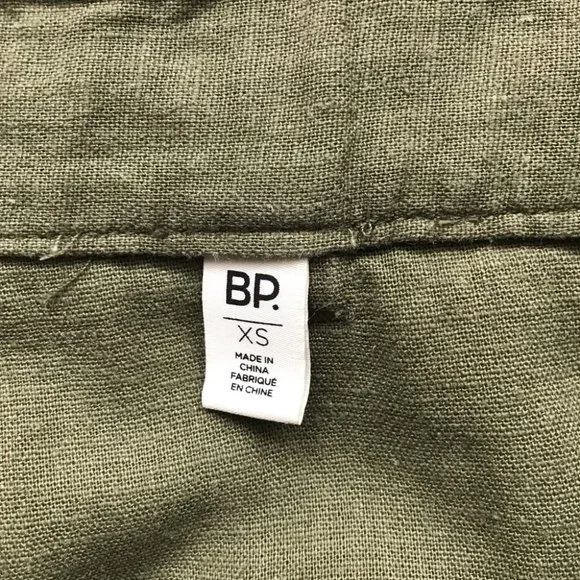 BP.
XS
MADE IN
CHINA
FABRIQUÉ
EN CHINE